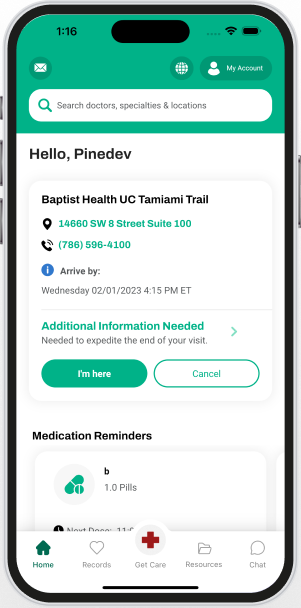 1:16
My Account
Search doctors, specialties & locations
Hello, Pinedev
Baptist Health UC Tamiami Trail
14660 SW 8 Street Suite 100
(786) 596-4100
Arrive by:
Wednesday 02/01/2023 4:15 PM ET
Additional Information Needed
Needed to expedite the end of your visit.
I'm here
Cancel
Medication Reminders
b
1.0 Pills
Next Dose:
Home
Records
Get Care
Resources
Chat